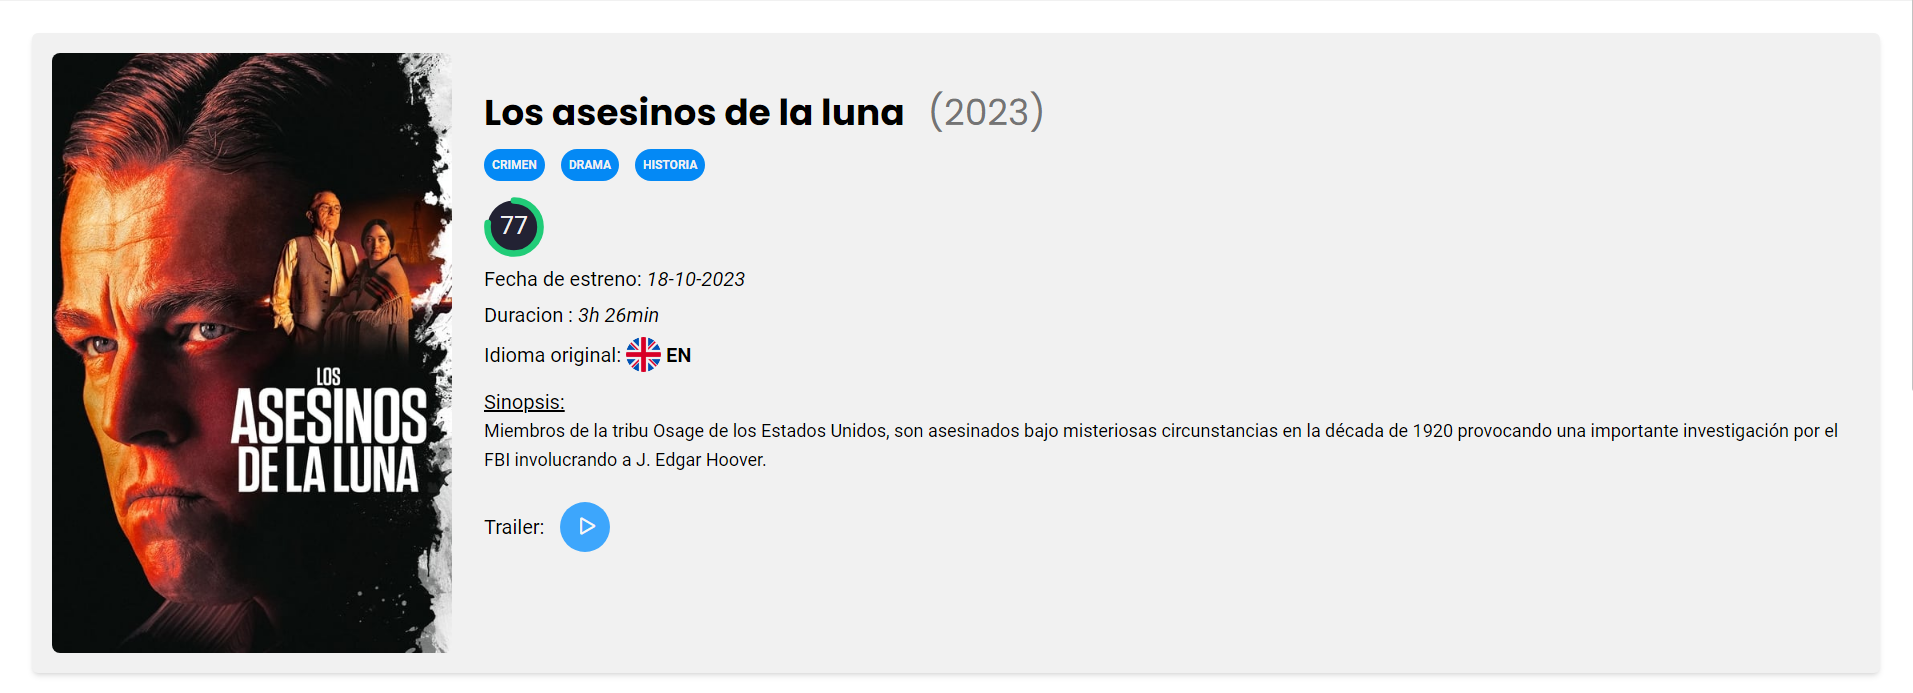 LOS
ASESINOS
DE LA LUNA
Los asesinos de la luna (2023)
CRIMEN DRAMA HISTORIA
77
Fecha de estreno: 18-10-2023
Duracion : 3h 26min
Idioma original: EN
Sinopsis:
Miembros de la tribu Osage de los Estados Unidos, son asesinados bajo misteriosas circunstancias en la década de 1920 provocando una importante investigación por el
FBI involucrando a J. Edgar Hoover.
Trailer: